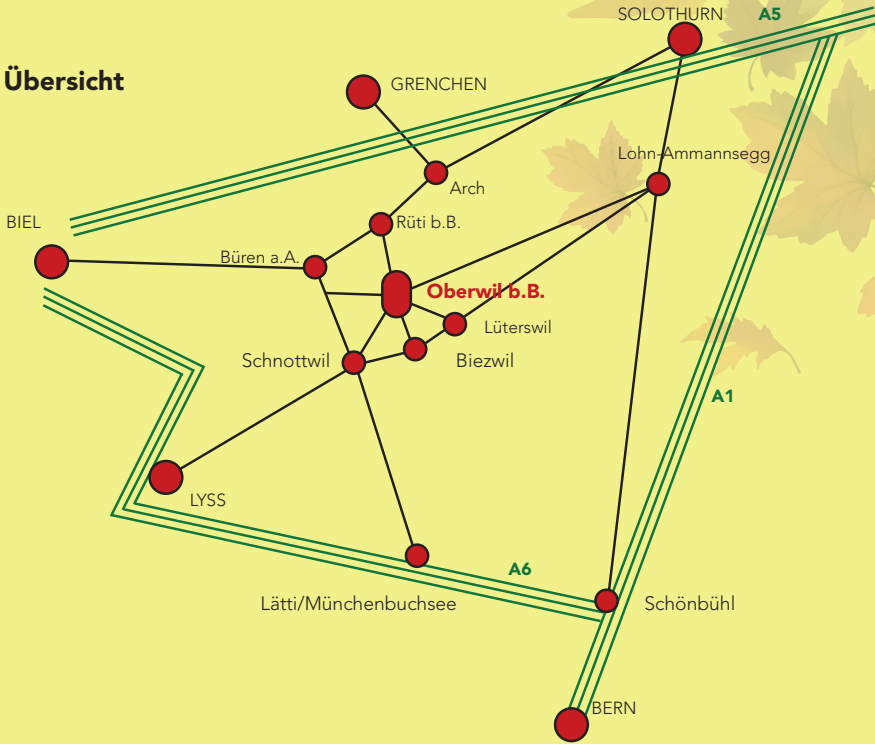 SOLOTHURN
A5
Übersicht
GRENCHEN
Lohn-Ammannsegg
Arch
BIEL
Rüti b.B.
Büren a.A.
Oberwil b.B.
Lüterswil
Schnottwil
Biezwil
A1
LYSS
A6
Lätti/Münchenbuchsee
Schönbühl
BERN